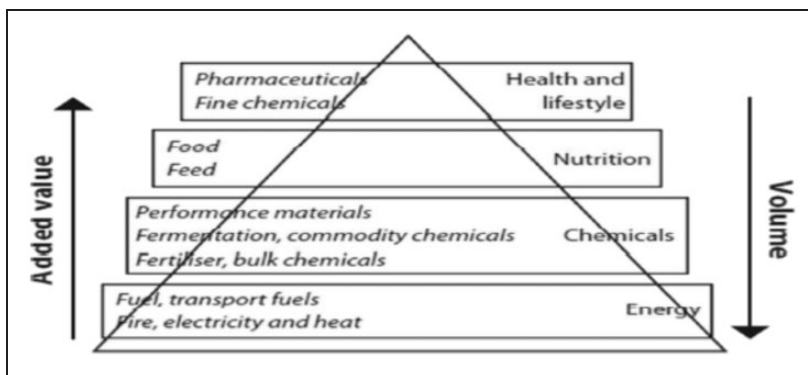 Pharmaceuticals
Fine chemicals
Health and
lifestyle
Food
Feed
Nutrition
Performance materials
Fermentation, commodity chemicals
Fertiliser, bulk chemicals
Chemicals
Fuel, transport fuels
Fire, electricity and heat
Energy
Added value
Volume